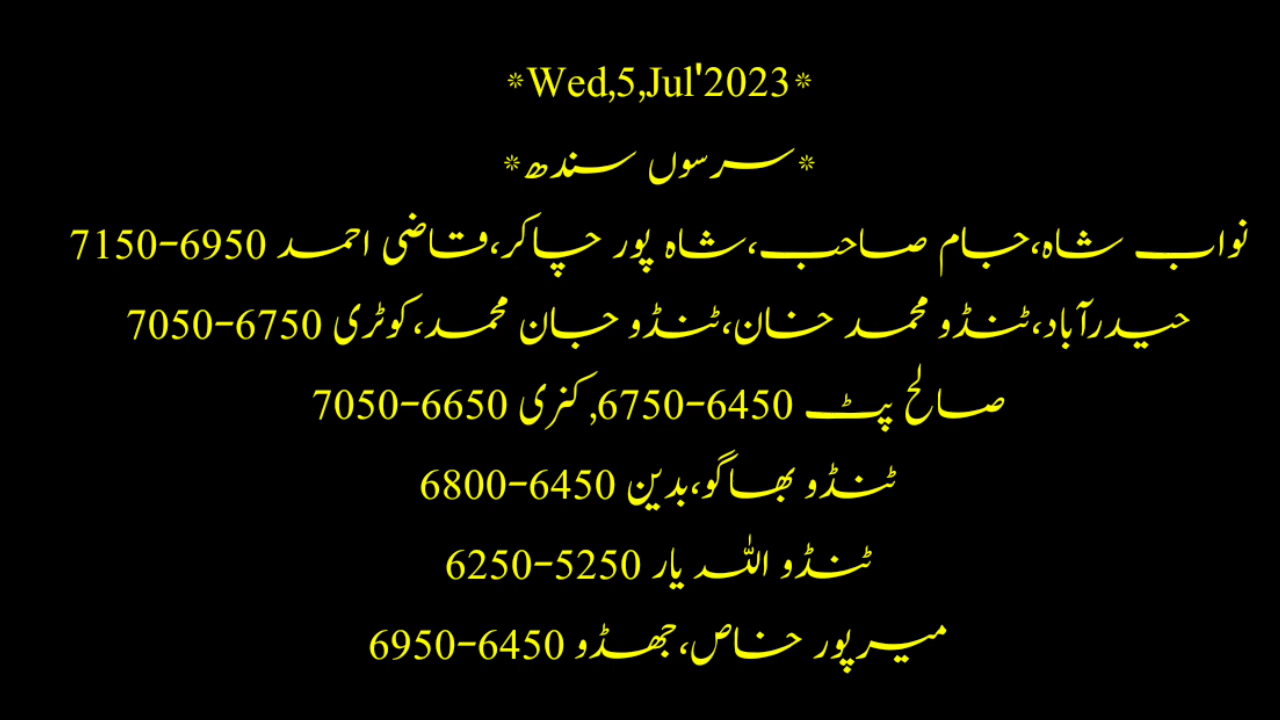 *Wed,5,Jul'2023*
*سرسوں سندھ*
نواب شاہ،جام صاحب،شاہ پور چاکر،قاضی احمد 6950-7150
حیدرآباد،ٹنڈو محمد خان،ٹنڈو جان محمد،کوٹری 6750-7050
صالح پٹ 6450-6750, کنری 6650-7050
ٹنڈو بھاگو،بدین 6450-6800
ٹنڈو اللہ یار 5250-6250
میرپور خاص،جھڈو 6450-6950